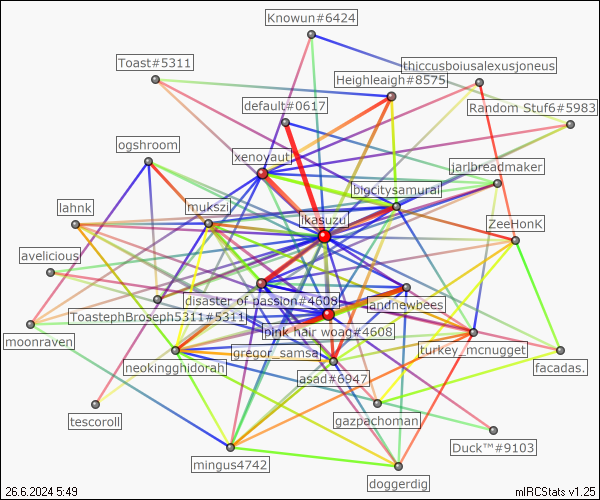 Knowun#6424
Toast#5311
thiccusboiusalexusjoneus
Heighleaigh#8575
default#0617
Random Stuf6#5983
ogshroom
xenovaut
jarlbreadmaker
bigcitysamurai
lahnk
mukszi
ikasuzu
ZeeHonK
avelicious
disaster of passion#4608
andrewbees
ToastephBroseph5311#5311
pink hair woag#4608
moonraven
gregor_samsa
turkey_mcnugget
neokingghidorah
asad#6947
facadas.
tescoroll
gazpachoman
Duck™#9103
mingus4742
doggerdig
26.6.2024 5:49
mIRCStats v1.25